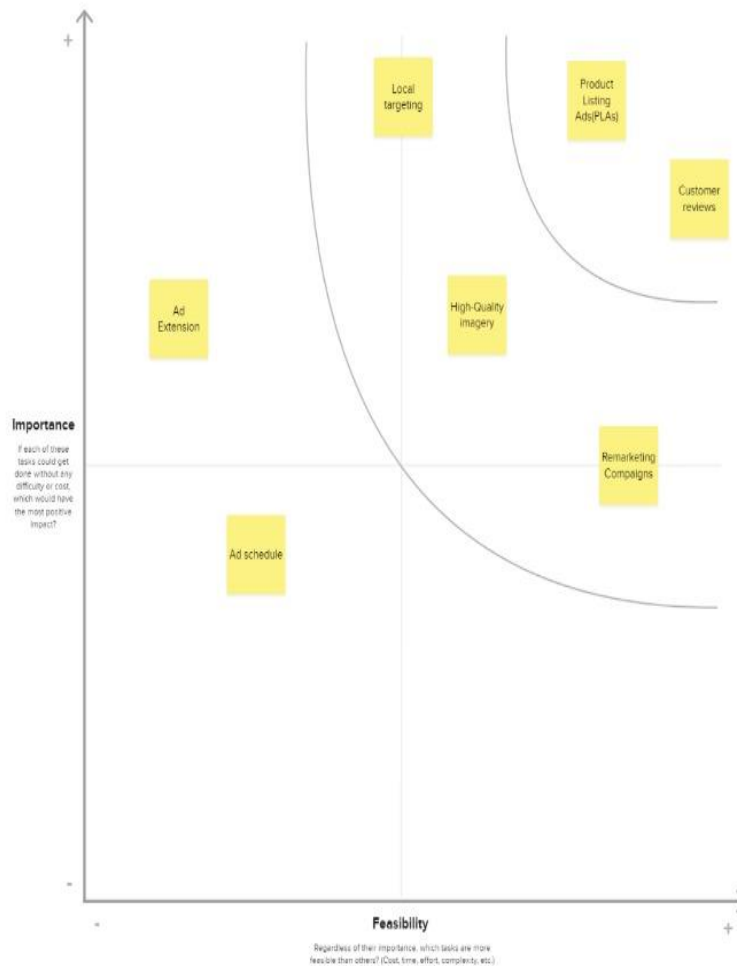 +
Local
targeting
Product
Listing
Ads(PLAs)
Customer
reviews
Ad
Extension
High-Quality
imagery
Importance
If each of these
tasks could get
done without any
difficulty or cost,
which would have
the most positive
impact?
Remarketing
Compaigns
Ad schedule
-
-
Feasibility
+
Regardless of their importance, which tasks are more
feasible than others? (Cost, time, effort, complexity, etc.)